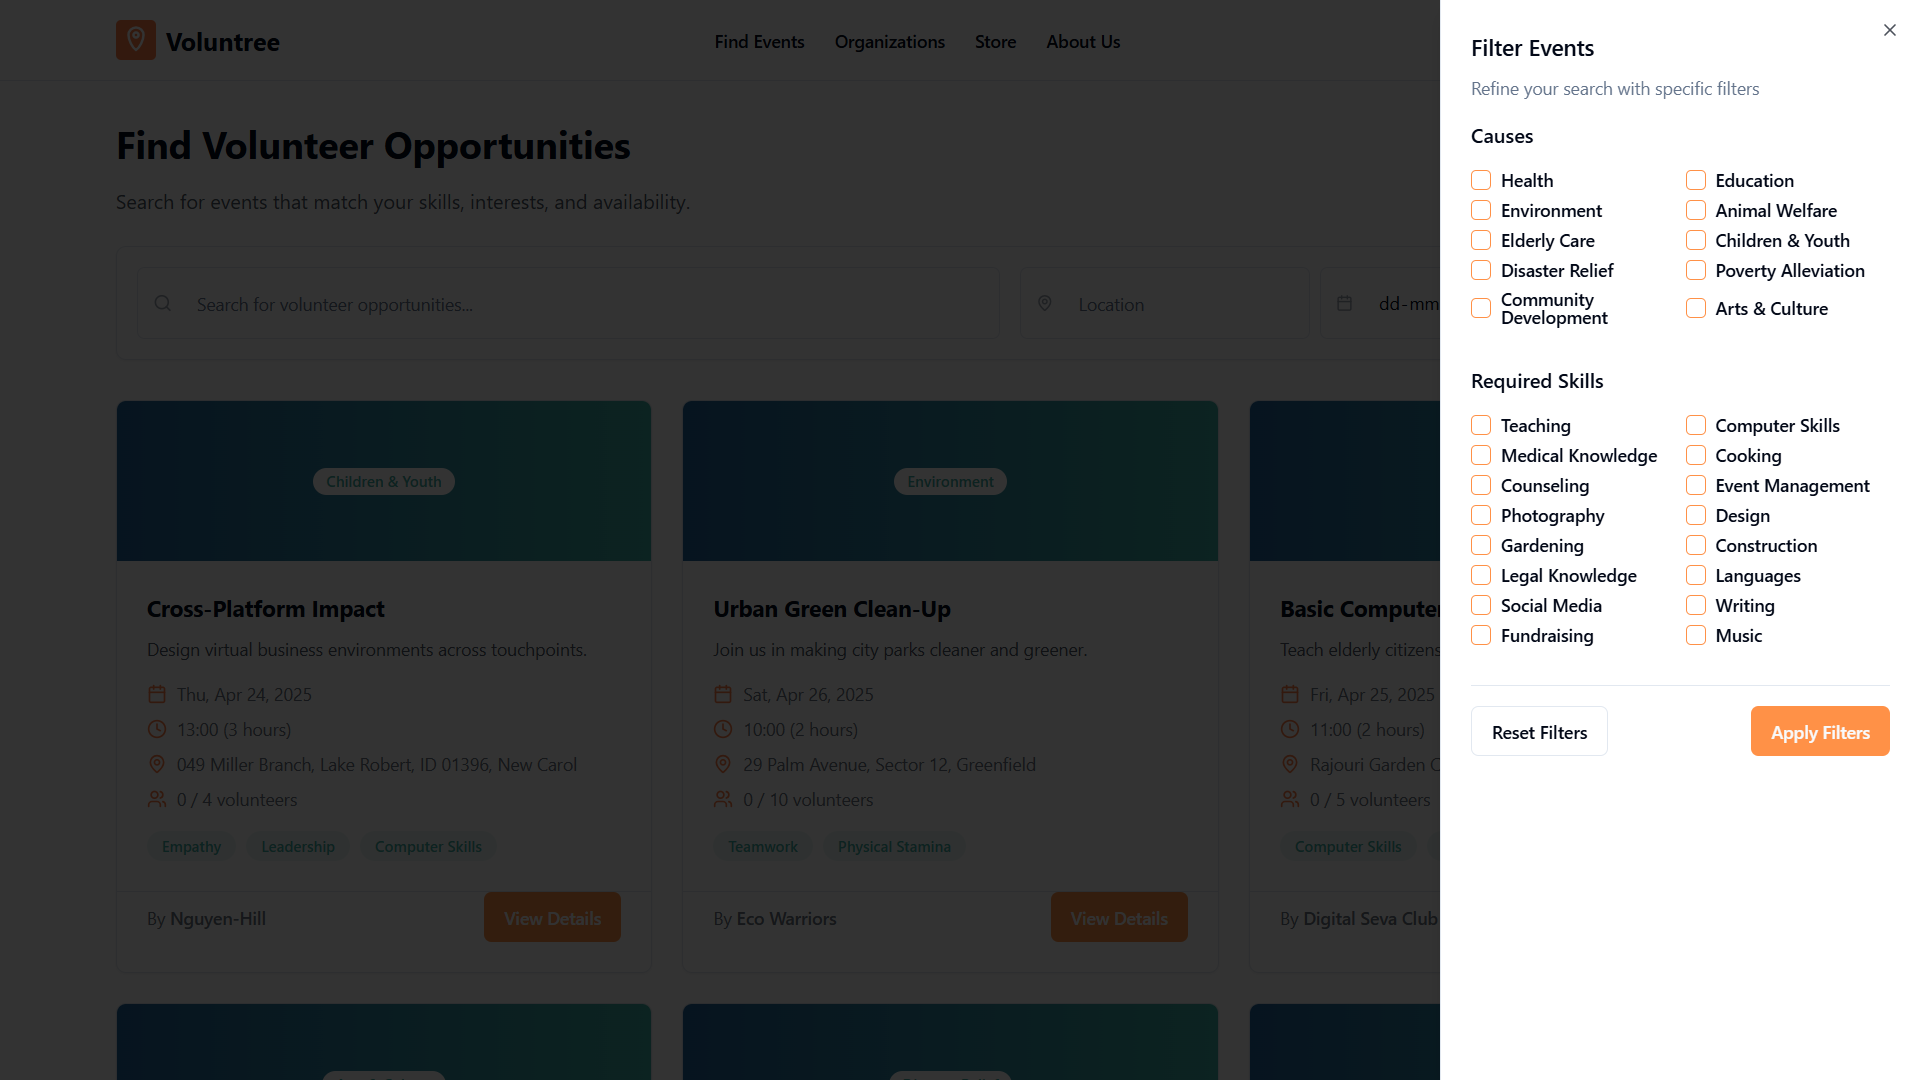 Voluntree
Find Events
Organizations
Store
About Us
Find Volunteer Opportunities
Search for events that match your skills, interests, and availability.
Search for volunteer opportunities...
Location
dd-mm
Children & Youth
Cross-Platform Impact
Design virtual business environments across touchpoints.
Thu, Apr 24, 2025
13:00 (3 hours)
049 Miller Branch, Lake Robert, ID 01396, New Carol
0 / 4 volunteers
Empathy
Leadership
Computer Skills
By Nguyen-Hill
View Details
Environment
Urban Green Clean-Up
Join us in making city parks cleaner and greener.
Sat, Apr 26, 2025
10:00 (2 hours)
29 Palm Avenue, Sector 12, Greenfield
0 / 10 volunteers
Teamwork
Physical Stamina
By Eco Warriors
View Details
Basic Computer
Teach elderly citizens
Fri, Apr 25, 2025
11:00 (2 hours)
Rajouri Garden
0 / 5 volunteers
Computer Skills
By Digital Seva Club
Filter Events
Refine your search with specific filters
Causes
Health
Education
Environment
Animal Welfare
Elderly Care
Children & Youth
Disaster Relief
Poverty Alleviation
Community
Development
Arts & Culture
Required Skills
Teaching
Computer Skills
Medical Knowledge
Cooking
Counseling
Event Management
Photography
Design
Gardening
Construction
Legal Knowledge
Languages
Social Media
Writing
Fundraising
Music
Reset Filters
Apply Filters